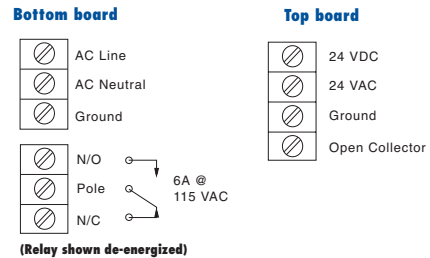 Bottom board
AC Line
AC Neutral
Ground
N/O
Pole
N/C
6A @
115 VAC
(Relay shown de-energized)
Top board
24 VDC
24 VAC
Ground
Open Collector